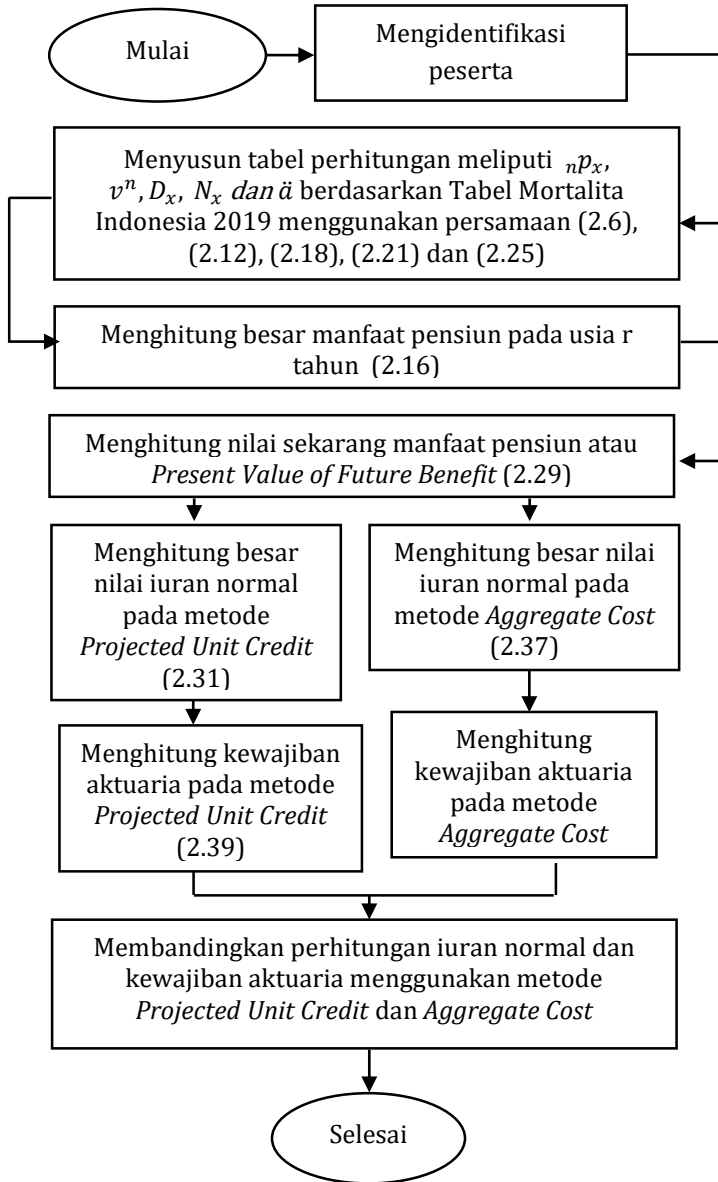 Mulai
Mengidentifikasi
peserta
Menyusun tabel perhitungan meliputi ₙpₓ,
vⁿ, Dₓ, Nₓ dan ä berdasarkan Tabel Mortalita
Indonesia 2019 menggunakan persamaan (2.6),
(2.12), (2.18), (2.21) dan (2.25)
Menghitung besar manfaat pensiun pada usia r
tahun (2.16)
Menghitung nilai sekarang manfaat pensiun atau
Present Value of Future Benefit (2.29)
Menghitung besar
nilai iuran normal
pada metode
Projected Unit Credit
(2.31)
Menghitung besar nilai
iuran normal pada
metode Aggregate Cost
(2.37)
Menghitung kewajiban
aktuaria pada metode
Projected Unit Credit
(2.39)
Menghitung
kewajiban aktuaria
pada metode
Aggregate Cost
Membandingkan perhitungan iuran normal dan
kewajiban aktuaria menggunakan metode
Projected Unit Credit dan Aggregate Cost
Selesai